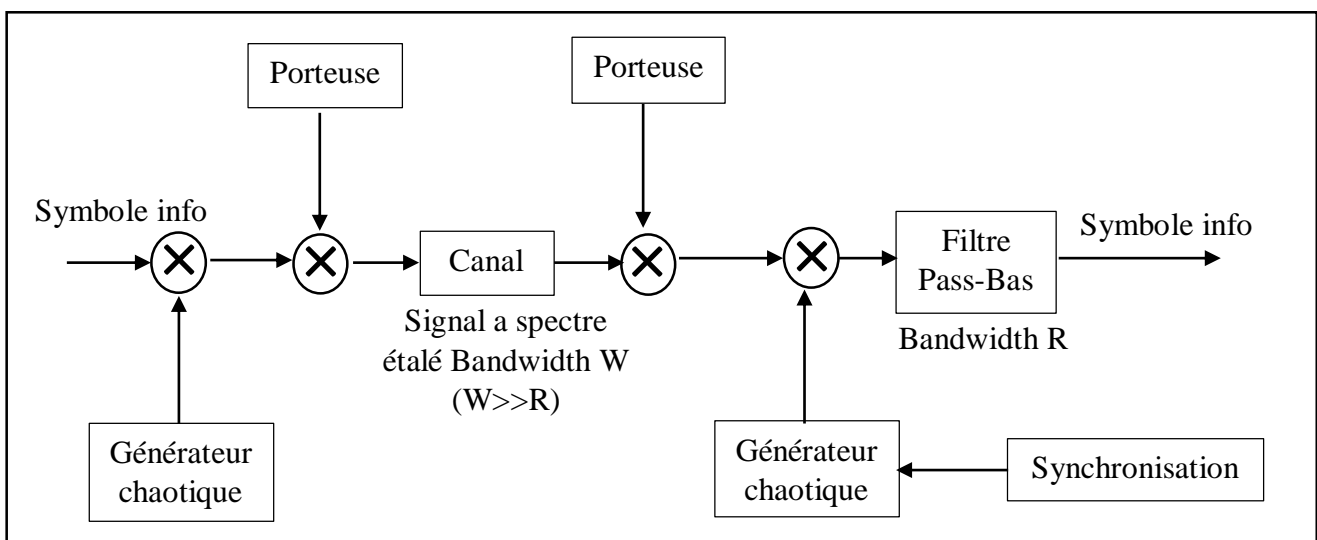 Porteuse
Porteuse
Symbole info
Canal
Signal a spectre
étalé Bandwidth W
(W>>R)
Filtre
Pass-Bas
Bandwidth R
Symbole info
Générateur
chaotique
Générateur
chaotique
Synchronisation